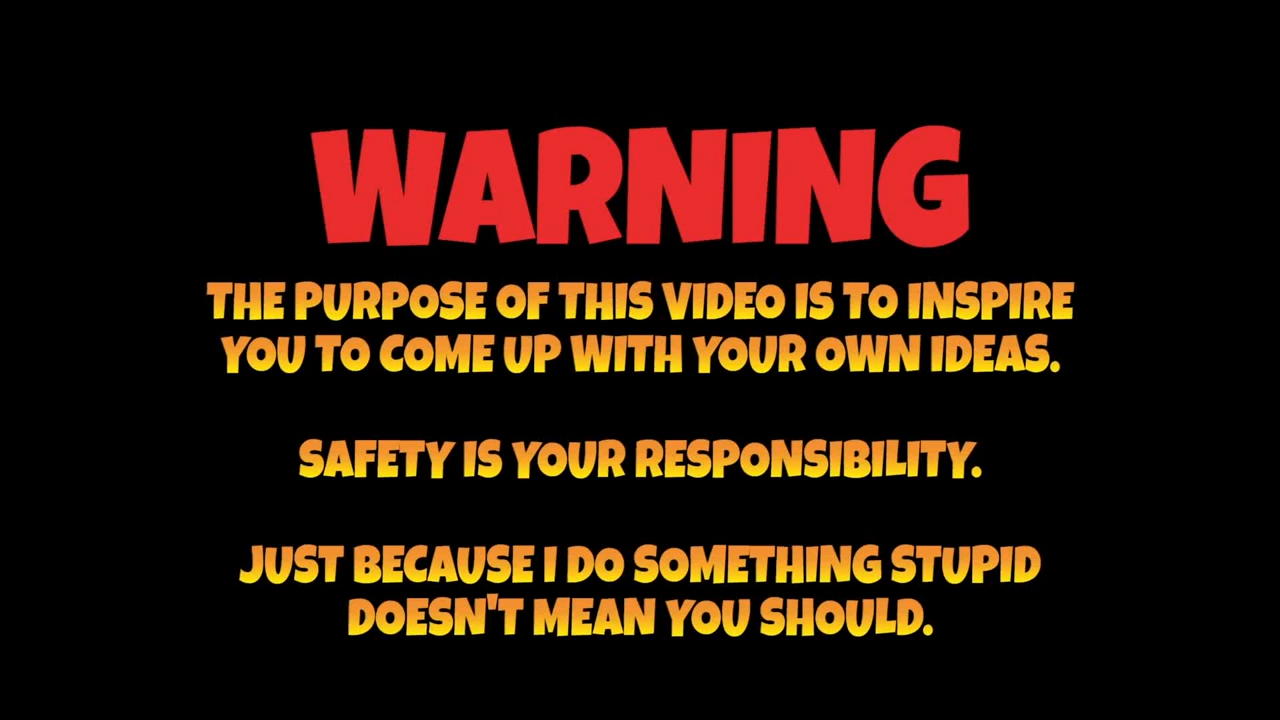 WARNING
THE PURPOSE OF THIS VIDEO IS TO INSPIRE
YOU TO COME UP WITH YOUR OWN IDEAS.
SAFETY IS YOUR RESPONSIBILITY.
JUST BECAUSE I DO SOMETHING STUPID
DOESN'T MEAN YOU SHOULD.